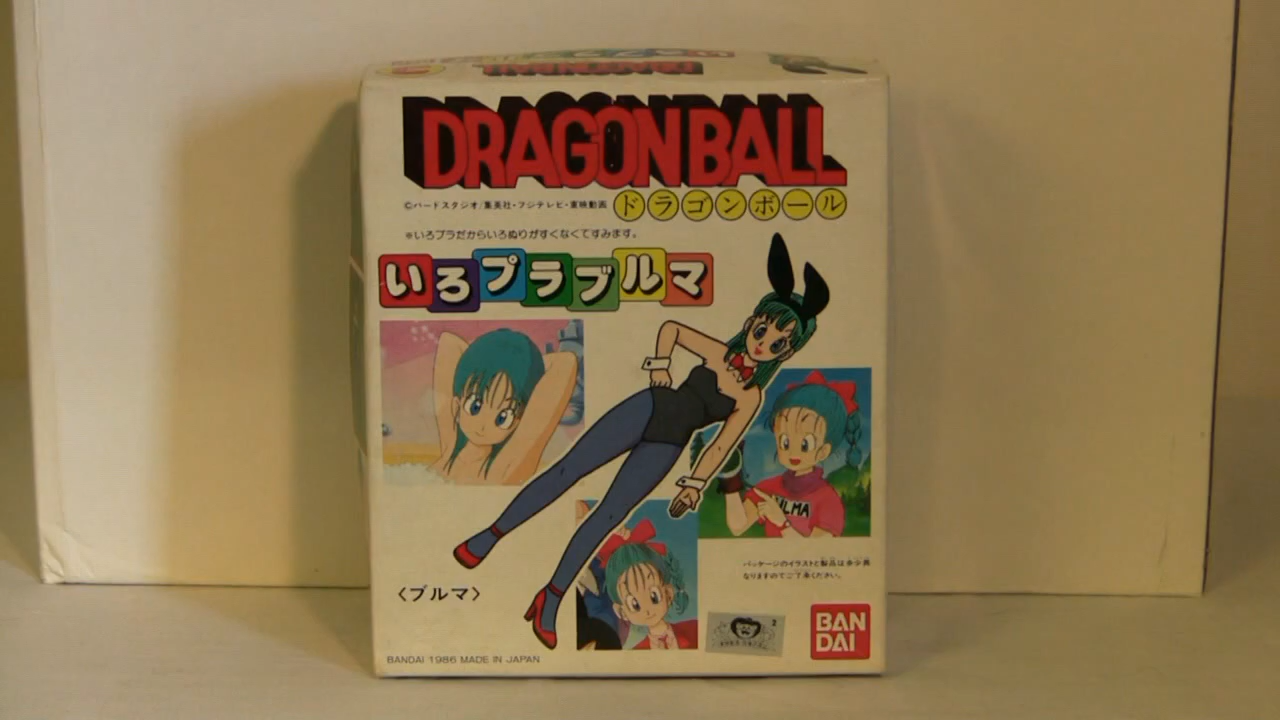 DRAGONBALL
©バードスタジオ/集英社・フジテレビ・東映動画
ドラゴンボール
※いろプラだからいろぬりがすくなくてすみます。
いろプラブルマ
パッケージのイラストと製品は多少異
なりますのでご了承ください。
〈ブルマ〉
BAN
DAI
BANDAI 1986 MADE IN JAPAN
2